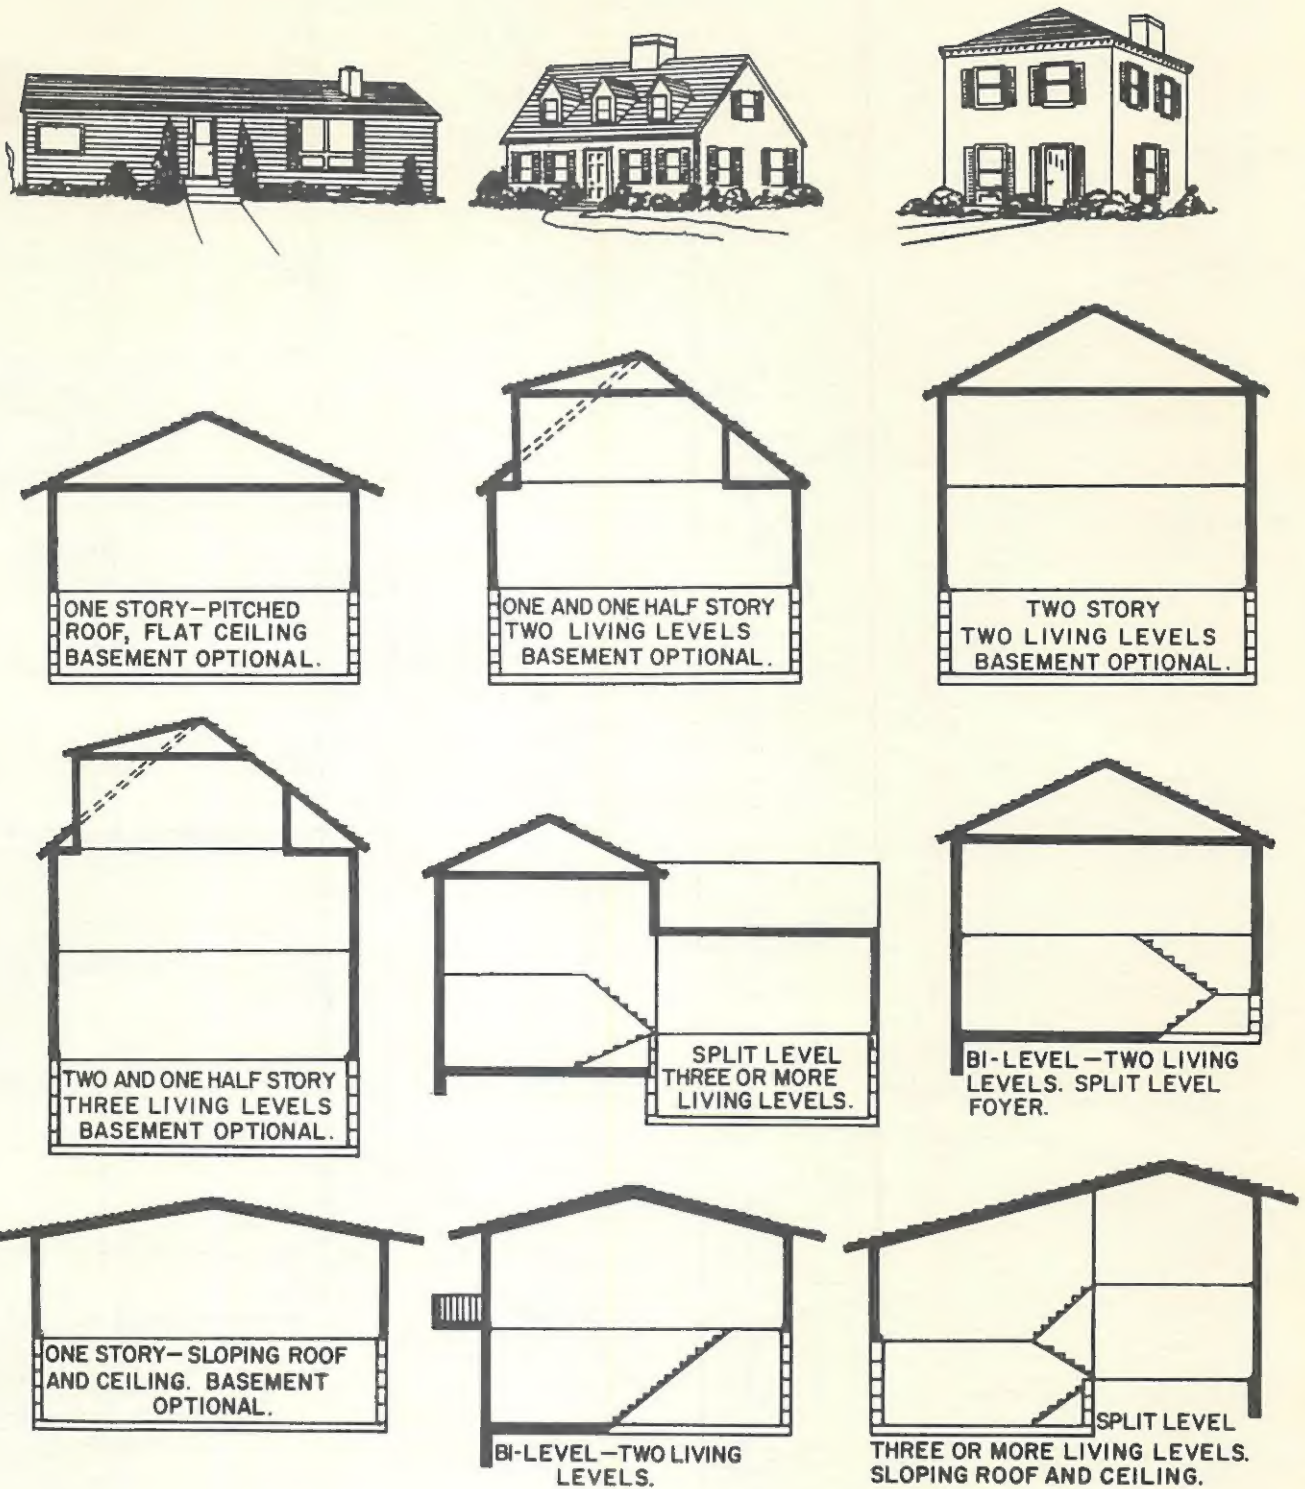 ONE STORY—PITCHED
ROOF, FLAT CEILING
BASEMENT OPTIONAL.
ONE AND ONE HALF STORY
TWO LIVING LEVELS
BASEMENT OPTIONAL.
TWO STORY
TWO LIVING LEVELS
BASEMENT OPTIONAL.
TWO AND ONE HALF STORY
THREE LIVING LEVELS
BASEMENT OPTIONAL.
SPLIT LEVEL
THREE OR MORE
LIVING LEVELS.
BI-LEVEL—TWO LIVING
LEVELS. SPLIT LEVEL
FOYER.
ONE STORY—SLOPING ROOF
AND CEILING. BASEMENT
OPTIONAL.
BI-LEVEL—TWO LIVING
LEVELS.
SPLIT LEVEL
THREE OR MORE LIVING LEVELS.
SLOPING ROOF AND CEILING.